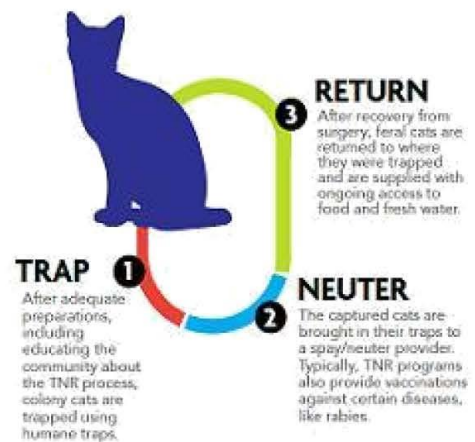 3
RETURN
After recovery from
surgery, feral cats are
returned to where
they were trapped
and are supplied with
ongoing access to
food and fresh water.
TRAP
1
After adequate
preparations,
including
educating the
community about
the TNR process,
colony cats are
trapped using
humane traps.
2
NEUTER
The captured cats are
brought in their traps to
a spay/neuter provider.
Typically, TNR programs
also provide vaccinations
against certain diseases,
like rabies.